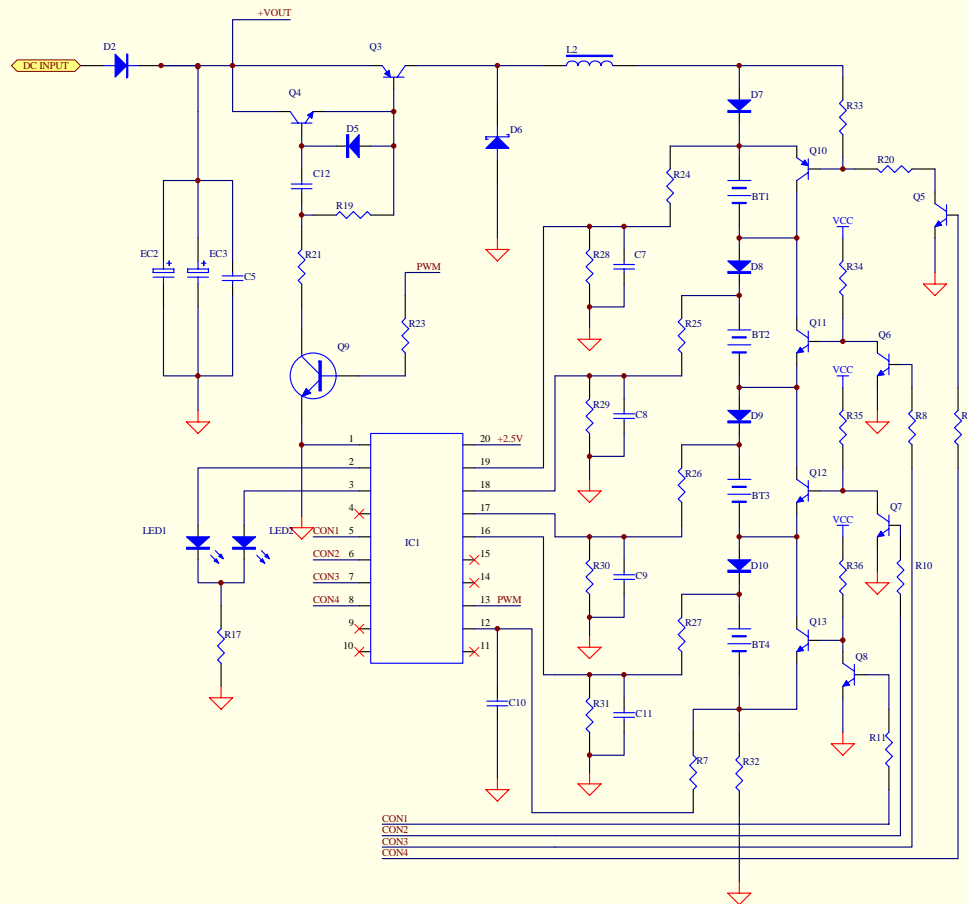 +VOUT
D2
Q3
L2
DC INPUT
Q4
D7
R33
D5
D6
Q10
R20
C12
R24
BT1
Q5
R19
VCC
EC2
EC3
C5
R21
PWM
R28
C7
D8
R34
R23
R25
BT2
Q11
Q6
Q9
VCC
R29
C8
D9
R35
R8
R
1
20
+2.5V
2
19
R26
3
18
BT3
Q12
Q7
4
17
VCC
LED1
LED2
CON1
5
IC1
16
CON2
6
15
R30
C9
D10
R36
R10
CON3
7
14
CON4
8
13
PWM
9
12
R27
BT4
Q13
R17
10
11
Q8
C10
R31
C11
R11
R7
R32
CON1
CON2
CON3
CON4